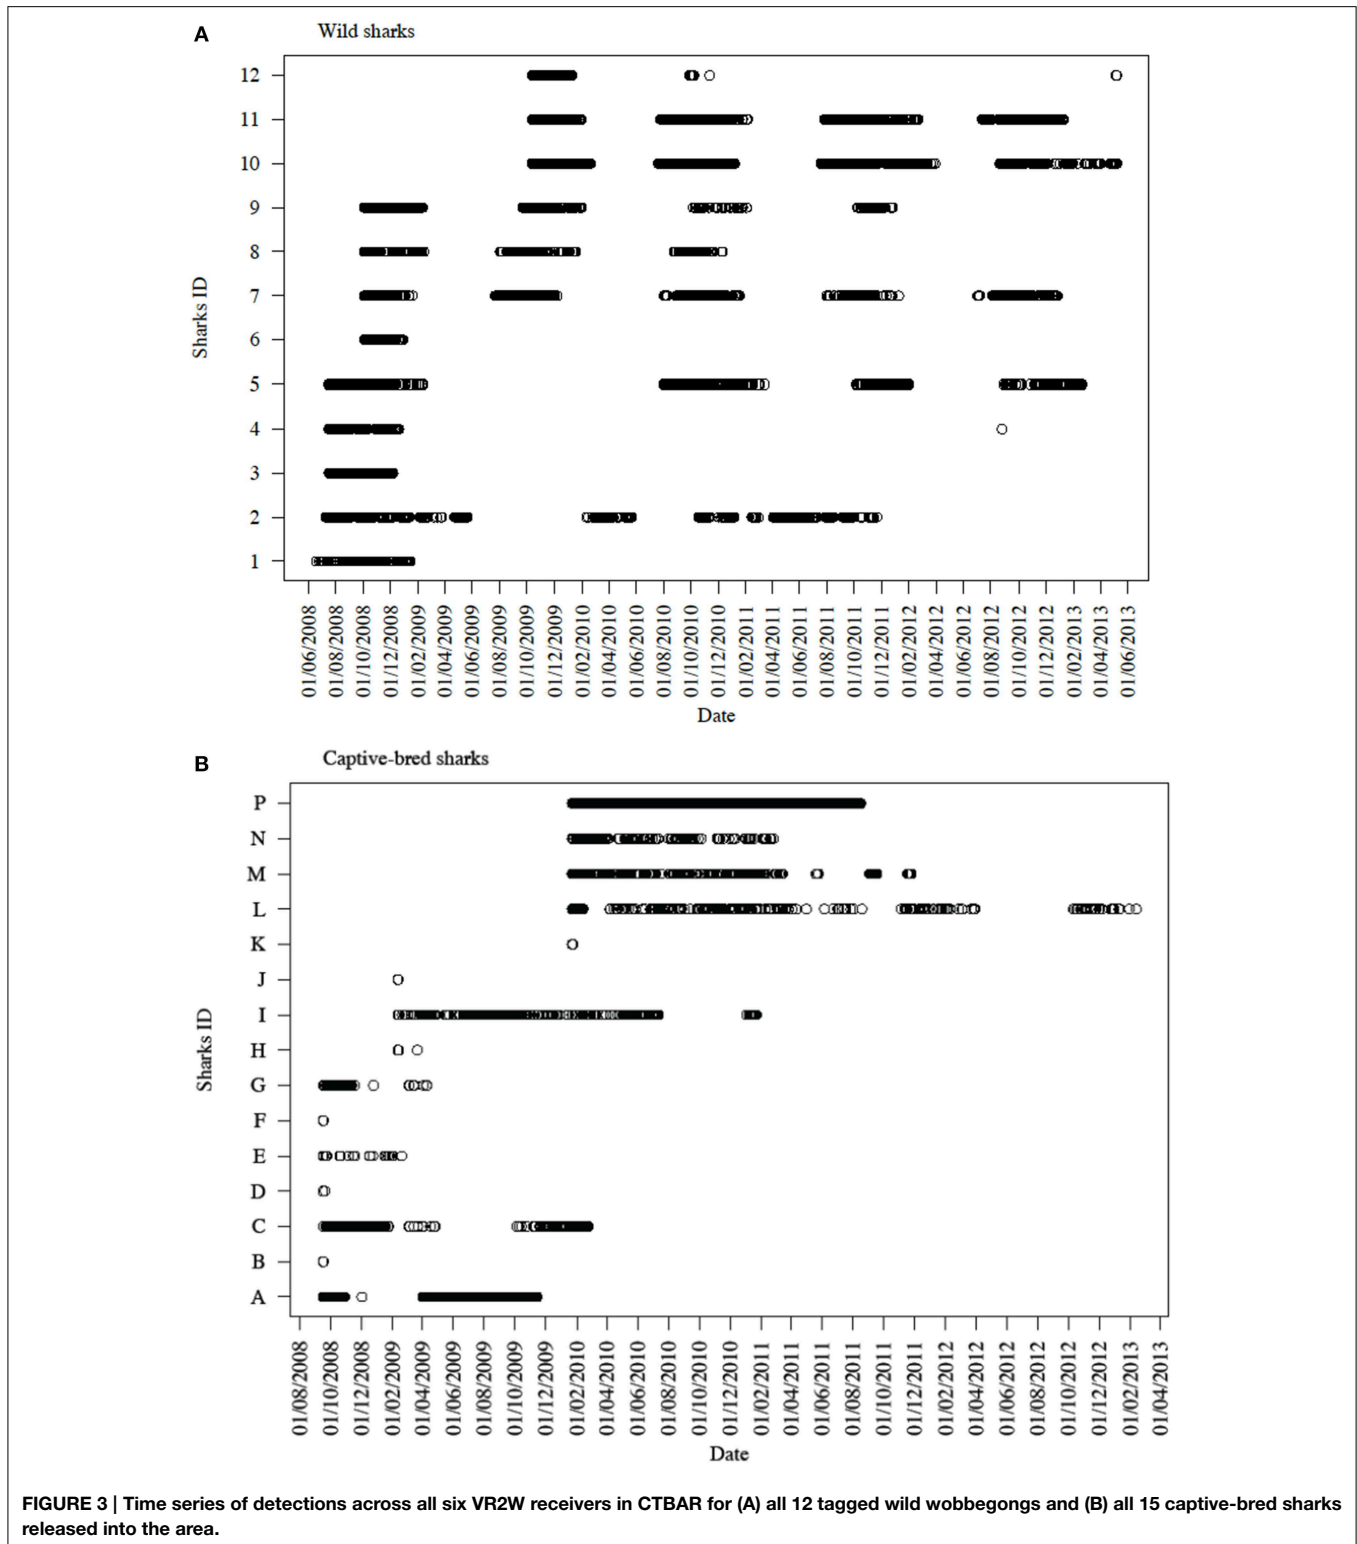 A
Wild sharks
12
11
10
9
8
7
6
5
4
3
2
1
Sharks ID
01/06/2008
01/08/2008
01/10/2008
01/12/2008
01/02/2009
01/04/2009
01/06/2009
01/08/2009
01/10/2009
01/12/2009
01/02/2010
01/04/2010
01/06/2010
01/08/2010
01/10/2010
01/12/2010
01/02/2011
01/04/2011
01/06/2011
01/08/2011
01/10/2011
01/12/2011
01/02/2012
01/04/2012
01/06/2012
01/08/2012
01/10/2012
01/12/2012
01/02/2013
01/04/2013
01/06/2013
Date
B
Captive-bred sharks
P
N
M
L
K
J
I
H
G
F
E
D
C
B
A
Sharks ID
01/08/2008
01/10/2008
01/12/2008
01/02/2009
01/04/2009
01/06/2009
01/08/2009
01/10/2009
01/12/2009
01/02/2010
01/04/2010
01/06/2010
01/08/2010
01/10/2010
01/12/2010
01/02/2011
01/04/2011
01/06/2011
01/08/2011
01/10/2011
01/12/2011
01/02/2012
01/04/2012
01/06/2012
01/08/2012
01/10/2012
01/12/2012
01/02/2013
01/04/2013
Date
FIGURE 3 | Time series of detections across all six VR2W receivers in CTBAR for (A) all 12 tagged wild wobbegongs and (B) all 15 captive-bred sharks
released into the area.